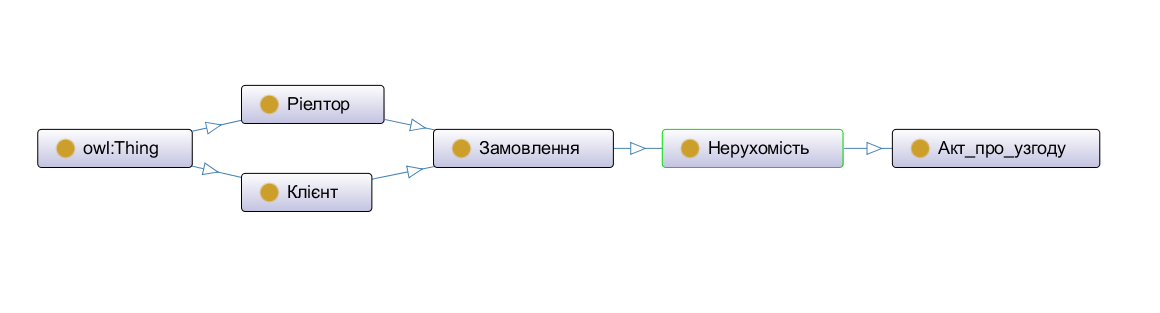 owl:Thing
Ріелтор
Клієнт
Замовлення
Нерухомість
Акт_про_узгоду